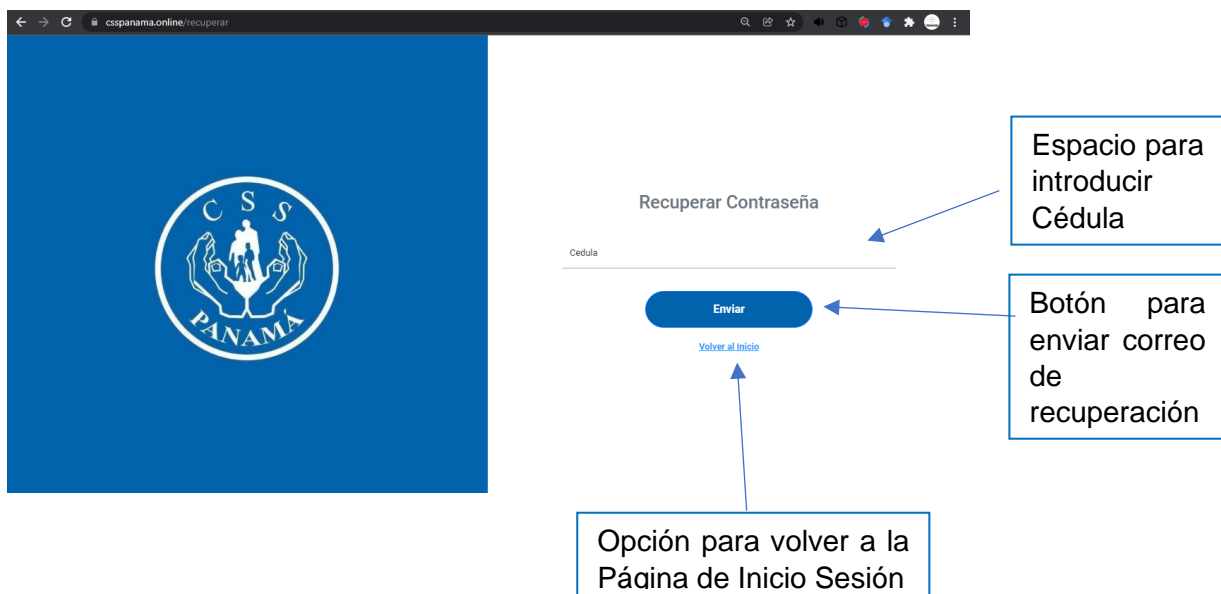 csspanama.online/recuperar
C S S
PANAMÁ
Recuperar Contraseña
Cedula
Enviar
Volver al Inicio
Espacio para
introducir
Cédula
Botón para
enviar correo
de
recuperación
Opción para volver a la
Página de Inicio Sesión